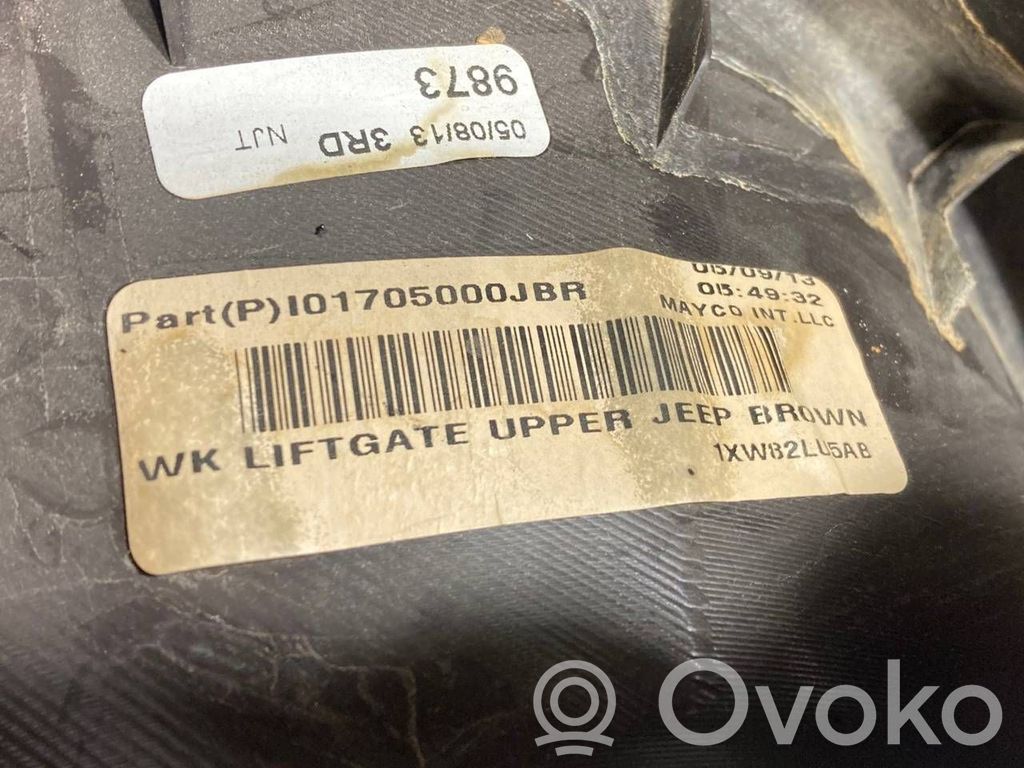 9873
05/08/13 3RD NJT
Part(P)I01705000JBR
05/09/13
05:49:32
MAYCO INT.LLC
WK LIFTGATE UPPER JEEP BROWN
1XW82LU5AB
Ovoko